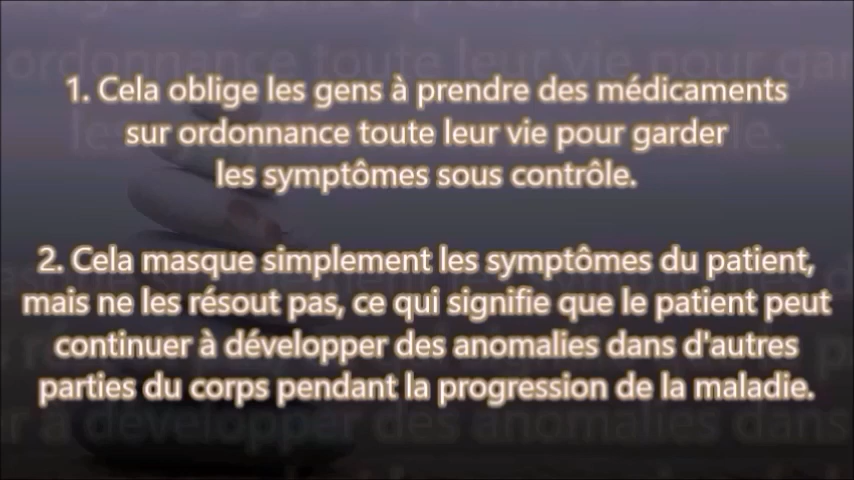 1. Cela oblige les gens à prendre des médicaments
sur ordonnance toute leur vie pour garder
les symptômes sous contrôle.
2. Cela masque simplement les symptômes du patient,
mais ne les résout pas, ce qui signifie que le patient peut
continuer à développer des anomalies dans d'autres
parties du corps pendant la progression de la maladie.